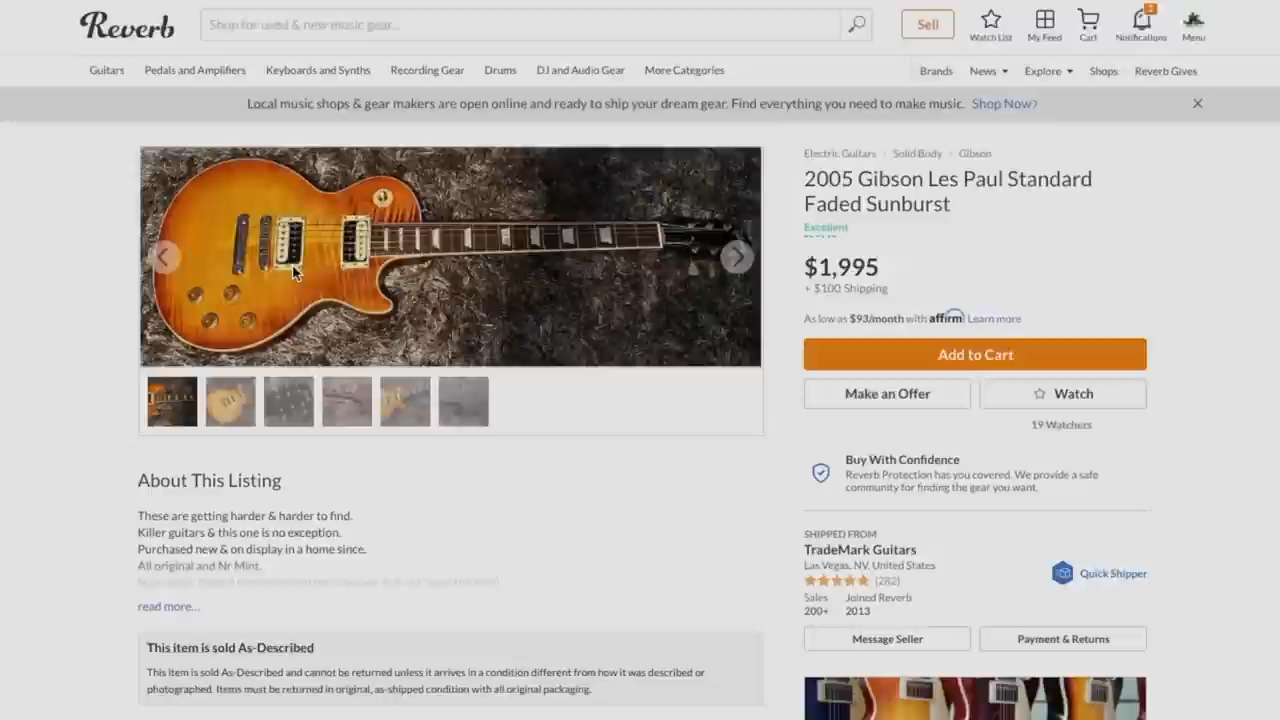 Reverb
Shop for used & new music gear...
Sell
Watch List
My Feed
Cart
Notifications
Menu
Guitars
Pedals and Amplifiers
Keyboards and Synths
Recording Gear
Drums
DJ and Audio Gear
More Categories
Brands
News
Explore
Shops
Reverb Gives
Local music shops & gear makers are open online and ready to ship your dream gear. Find everything you need to make music. Shop Now
Electric Guitars
Solid Body
Gibson
2005 Gibson Les Paul Standard
Faded Sunburst
Excellent
$1,995
+ $100 Shipping
As low as $93/month with affirm Learn more
Add to Cart
Make an Offer
Watch
19 Watchers
Buy With Confidence
Reverb Protection has you covered. We provide a safe
community for finding the gear you want.
About This Listing
These are getting harder & harder to find.
Killer guitars & this one is no exception.
Purchased new & on display in a home since.
All original and Nr Mint.
read more...
SHIPPED FROM
TradeMark Guitars
Las Vegas, NV, United States
(282)
Quick Shipper
Sales
Joined Reverb
200+
2013
Message Seller
Payment & Returns
This item is sold As-Described
This item is sold As-Described and cannot be returned unless it arrives in a condition different from how it was described or
photographed. Items must be returned in original, as-shipped condition with all original packaging.